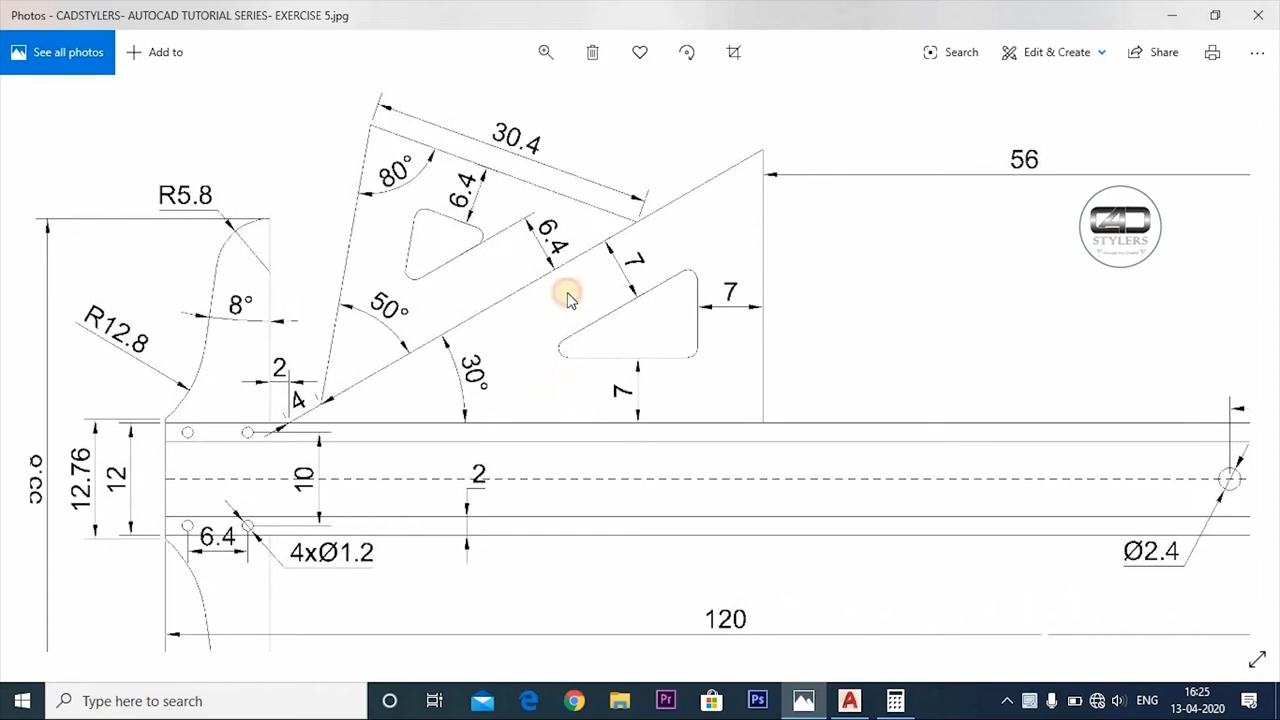 Photos - CADSTYLERS- AUTOCAD TUTORIAL SERIES- EXERCISE 5.jpg
See all photos
Add to
Search
Edit & Create
Share
30.4
80°
6.4
6.4
7
56
CAD
STYLERS
R5.8
8°
R12.8
50°
30°
7
7
2
4
12.76
12
10
2
6.4
4xØ1.2
Ø2.4
120
Type here to search
Pr
Ps
ENG
16:25
13-04-2020